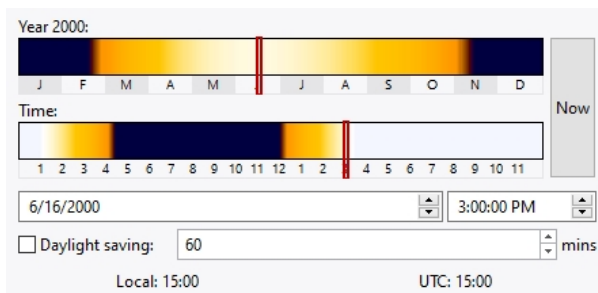 Year 2000:
J F M A M J A S O N D
Now
Time:
1 2 3 4 5 6 7 8 9 10 11 12 1 2 4 5 6 7 8 9 10 11
6/16/2000 3:00:00 PM
Daylight saving: 60 mins
Local: 15:00 UTC: 15:00